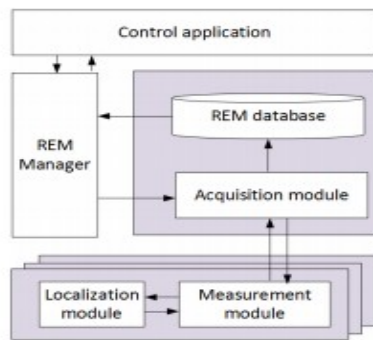 Control application
REM
Manager
REM database
Acquisition module
Localization
module
Measurement
module